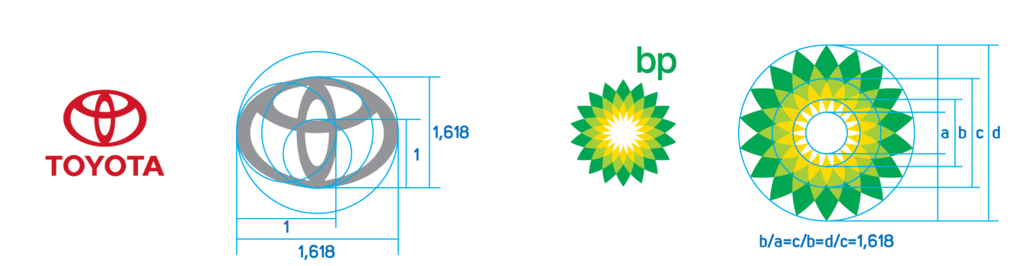 TOYOTA
1,618
1
1
1,618
bp
a b c d
b/a=c/b=d/c=1,618